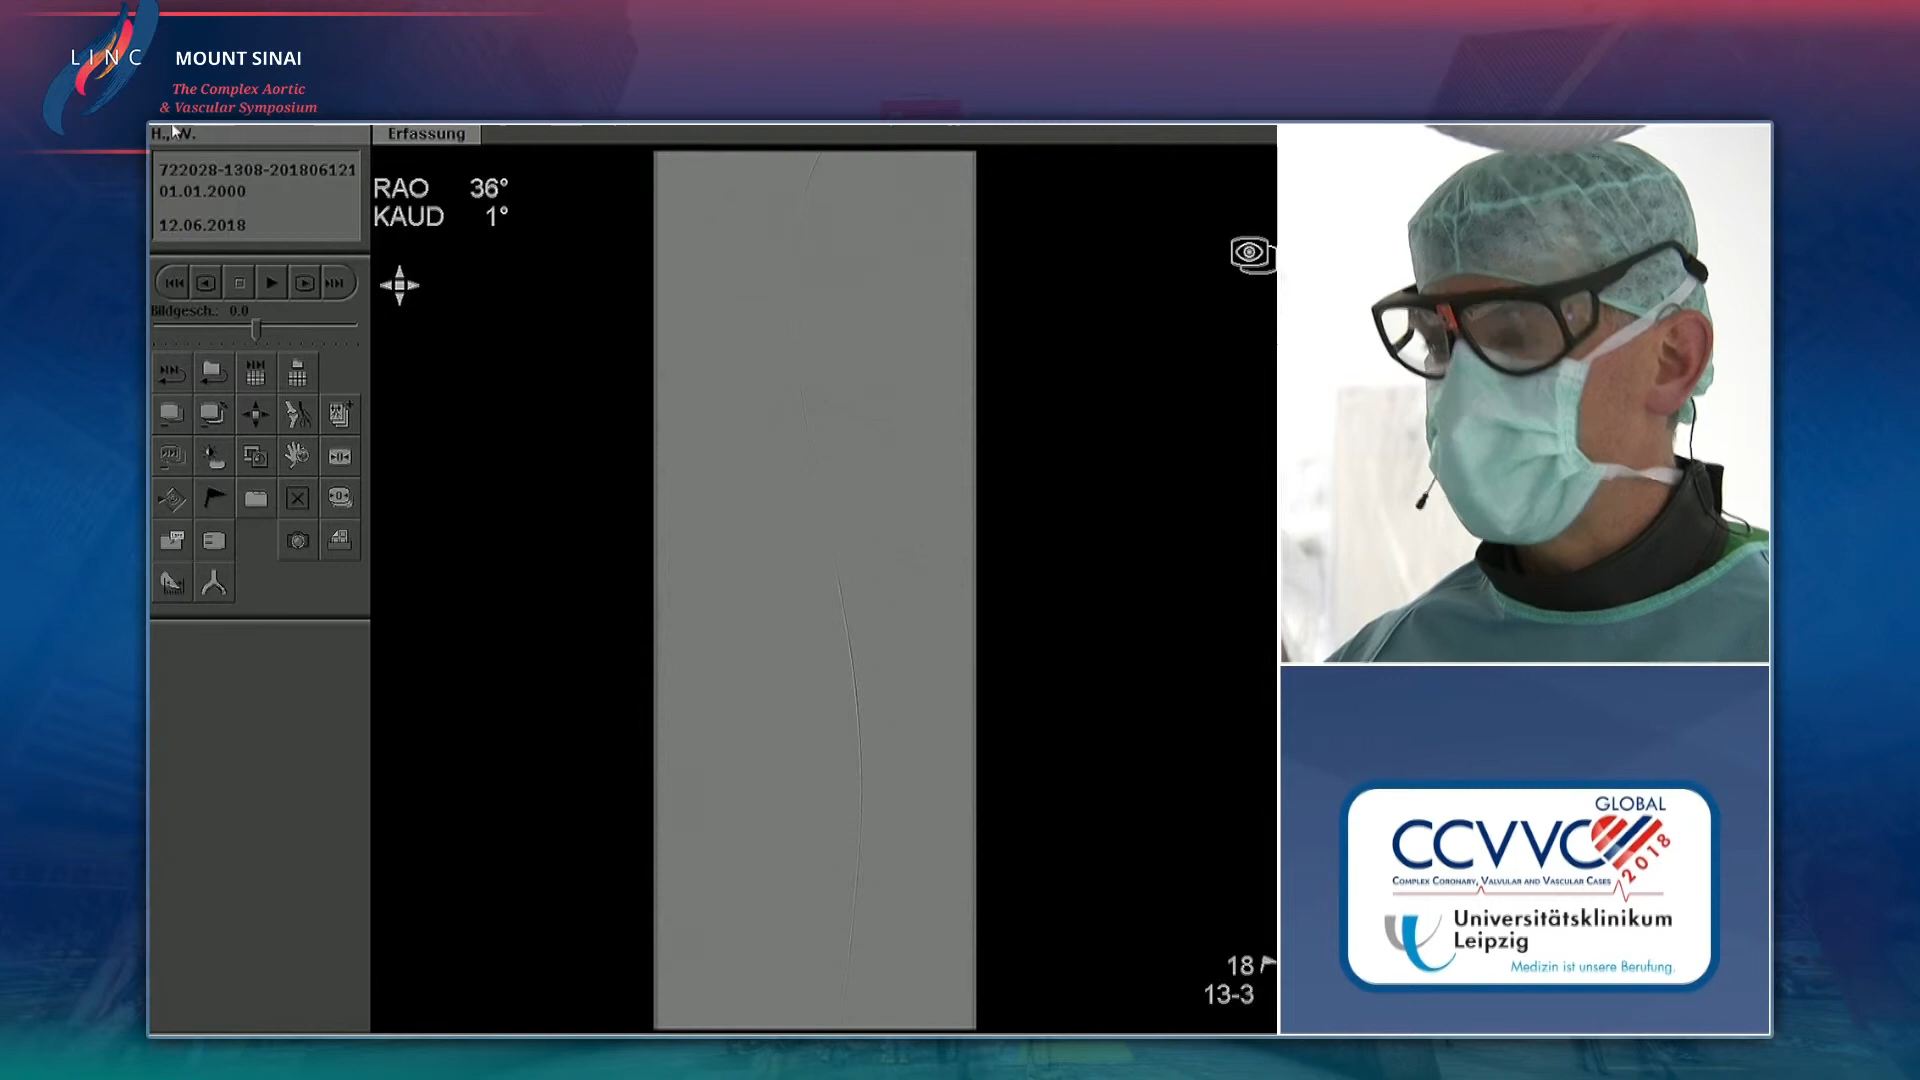 LINC
MOUNT SINAI
The Complex Aortic
& Vascular Symposium
H., W.
Erfassung
722028-1308-201806121
01.01.2000
12.06.2018
RAO 36°
KAUD 1°
Bildgesch.: 0.0
18
13-3
GLOBAL
CCVVC
2018
COMPLEX CORONARY, VALVULAR AND VASCULAR CASES
Universitätsklinikum
Leipzig
Medizin ist unsere Berufung.